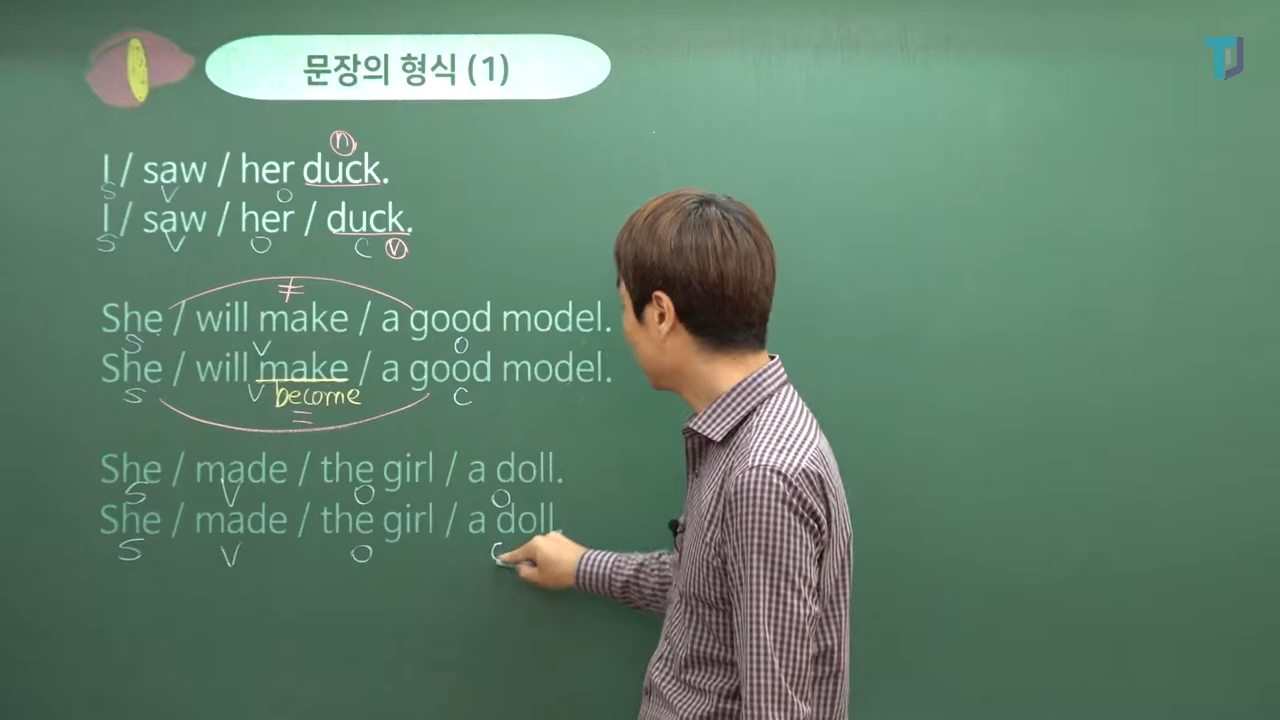 문장의 형식 (1)
TJ
n
I / saw / her duck.
S V O
I / saw / her / duck.
S V O C v
≠
She / will make / a good model.
S V O
She / will make / a good model.
S V become C
=
She / made / the girl / a doll.
S V O O
She / made / the girl / a doll.
S V O C